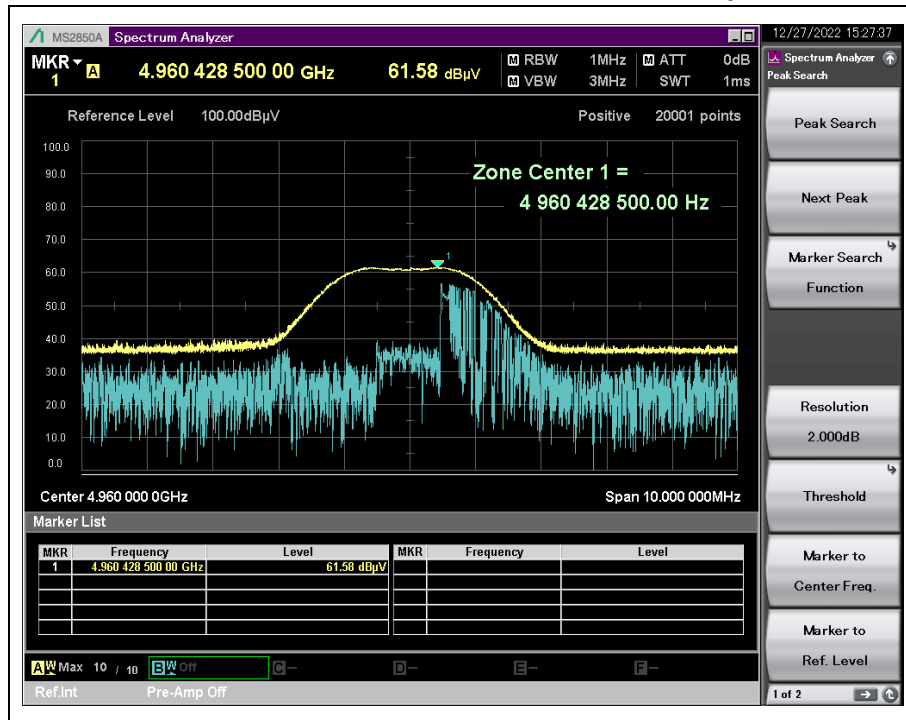 MS2850A Spectrum Analyzer
12/27/2022 15:27:37
MKR 1 A 4.960 428 500 00 GHz 61.58 dBµV
M RBW 1MHz M ATT 0dB
M VBW 3MHz SWT 1ms
Spectrum Analyzer
Peak Search
Reference Level 100.00dBµV Positive 20001 points
100.0
90.0
80.0
70.0
60.0
50.0
40.0
30.0
20.0
10.0
0.0
Zone Center 1 =
4 960 428 500.00 Hz
1
Center 4.960 000 0GHz Span 10.000 000MHz
Marker List
MKR Frequency Level MKR Frequency Level
1 4.960 428 500 00 GHz 61.58 dBµV
A W Max 10 / 10 B W Off C - D - E - F -
Ref.Int Pre-Amp Off
Peak Search
Next Peak
Marker Search
Function
Resolution
2.000dB
Threshold
Marker to
Center Freq.
Marker to
Ref. Level
1 of 2